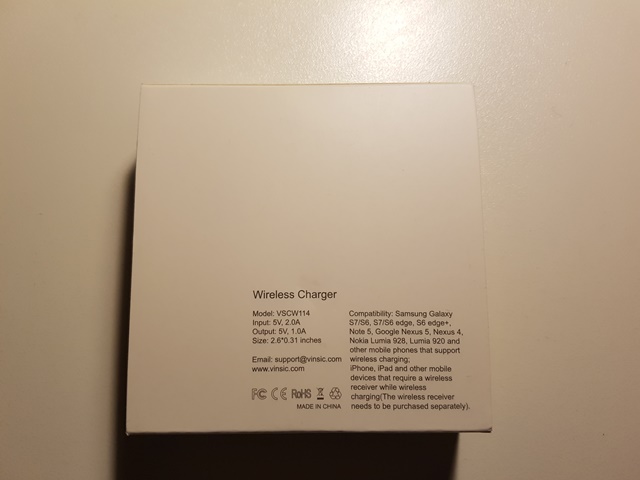 Wireless Charger
Model: VSCW114
Input: 5V, 2.0A
Output: 5V, 1.0A
Size: 2.6*0.31 inches
Email: support@vinsic.com
www.vinsic.com
FC CE RoHS
MADE IN CHINA
Compatibility: Samsung Galaxy
S7/S6, S7/S6 edge, S6 edge+,
Note 5, Google Nexus 5, Nexus 4,
Nokia Lumia 928, Lumia 920 and
other mobile phones that support
wireless charging;
iPhone, iPad and other mobile
devices that require a wireless
receiver while wireless
charging(The wireless receiver
needs to be purchased separately).